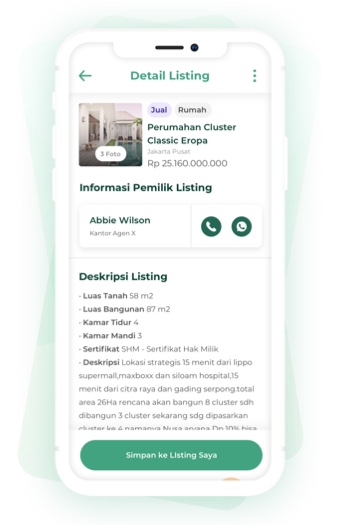 Detail Listing
Jual Rumah
Perumahan Cluster
Classic Eropa
Jakarta Pusat
Rp 25.160.000.000
3 Foto
Informasi Pemilik Listing
Abbie Wilson
Kantor Agen X
Deskripsi Listing
- Luas Tanah 58 m2
- Luas Bangunan 87 m2
- Kamar Tidur 4
- Kamar Mandi 3
- Sertifikat SHM - Sertifikat Hak Milik
- Deskripsi Lokasi strategis 15 menit dari lippo
supermall,maxboxx dan siloam hospital,15
menit dari citra raya dan gading serpong.total
area 26Ha rencana akan bangun 8 cluster sdh
dibangun 3 cluster sekarang sdg dipasarkan
cluster ke 4 namanya Nusa aryana Dp 10% bisa
Simpan ke LIsting Saya